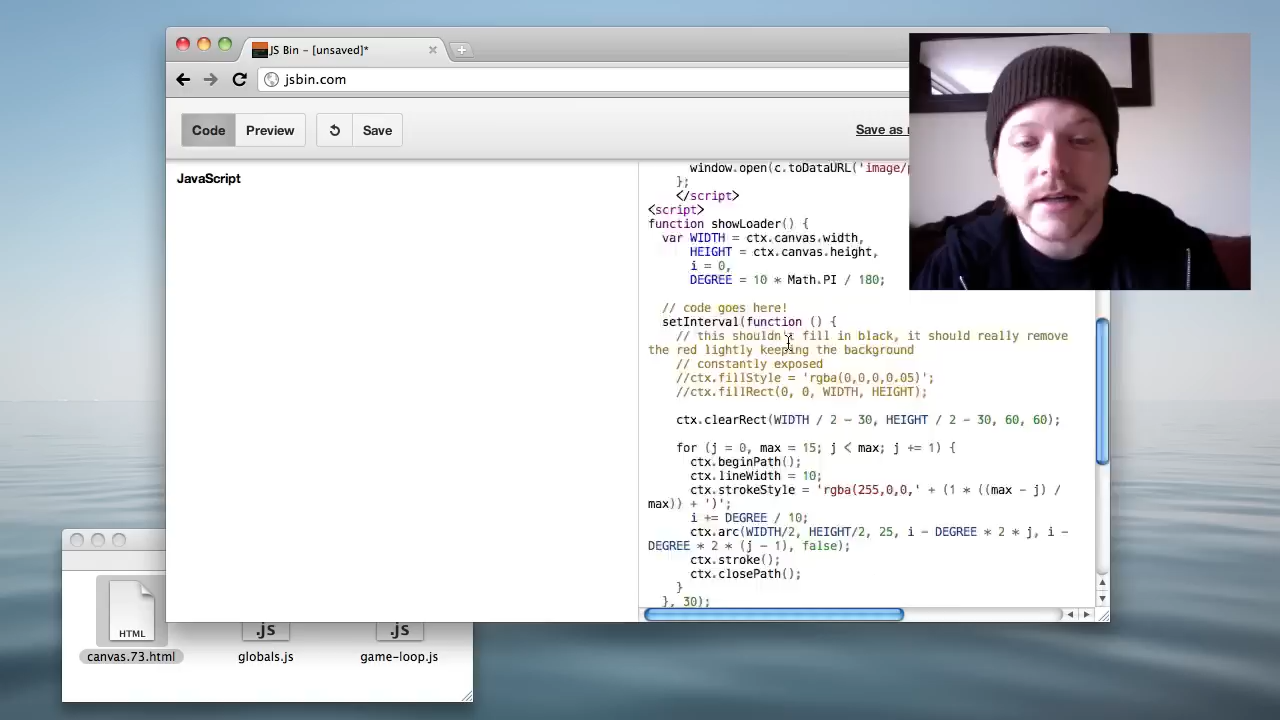 JS Bin - [unsaved]*
jsbin.com
Code
Preview
Save
Save as
JavaScript
window.open(c.toDataURL('image/
};
</script>
<script>
function showLoader() {
var WIDTH = ctx.canvas.width,
HEIGHT = ctx.canvas.height,
i = 0,
DEGREE = 10 * Math.PI / 180;
// code goes here!
setInterval(function () {
// this shouldn't fill in black, it should really remove
the red lightly keeping the background
// constantly exposed
//ctx.fillStyle = 'rgba(0,0,0,0.05)';
//ctx.fillRect(0, 0, WIDTH, HEIGHT);
ctx.clearRect(WIDTH / 2 - 30, HEIGHT / 2 - 30, 60, 60);
for (j = 0, max = 15; j < max; j += 1) {
ctx.beginPath();
ctx.lineWidth = 10;
ctx.strokeStyle = 'rgba(255,0,0,' + (1 * ((max - j) /
max)) + ')';
i += DEGREE / 10;
ctx.arc(WIDTH/2, HEIGHT/2, 25, i - DEGREE * 2 * j, i -
DEGREE * 2 * (j - 1), false);
ctx.stroke();
ctx.closePath();
}
}, 30);
HTML
.js
.js
canvas.73.html
globals.js
game-loop.js